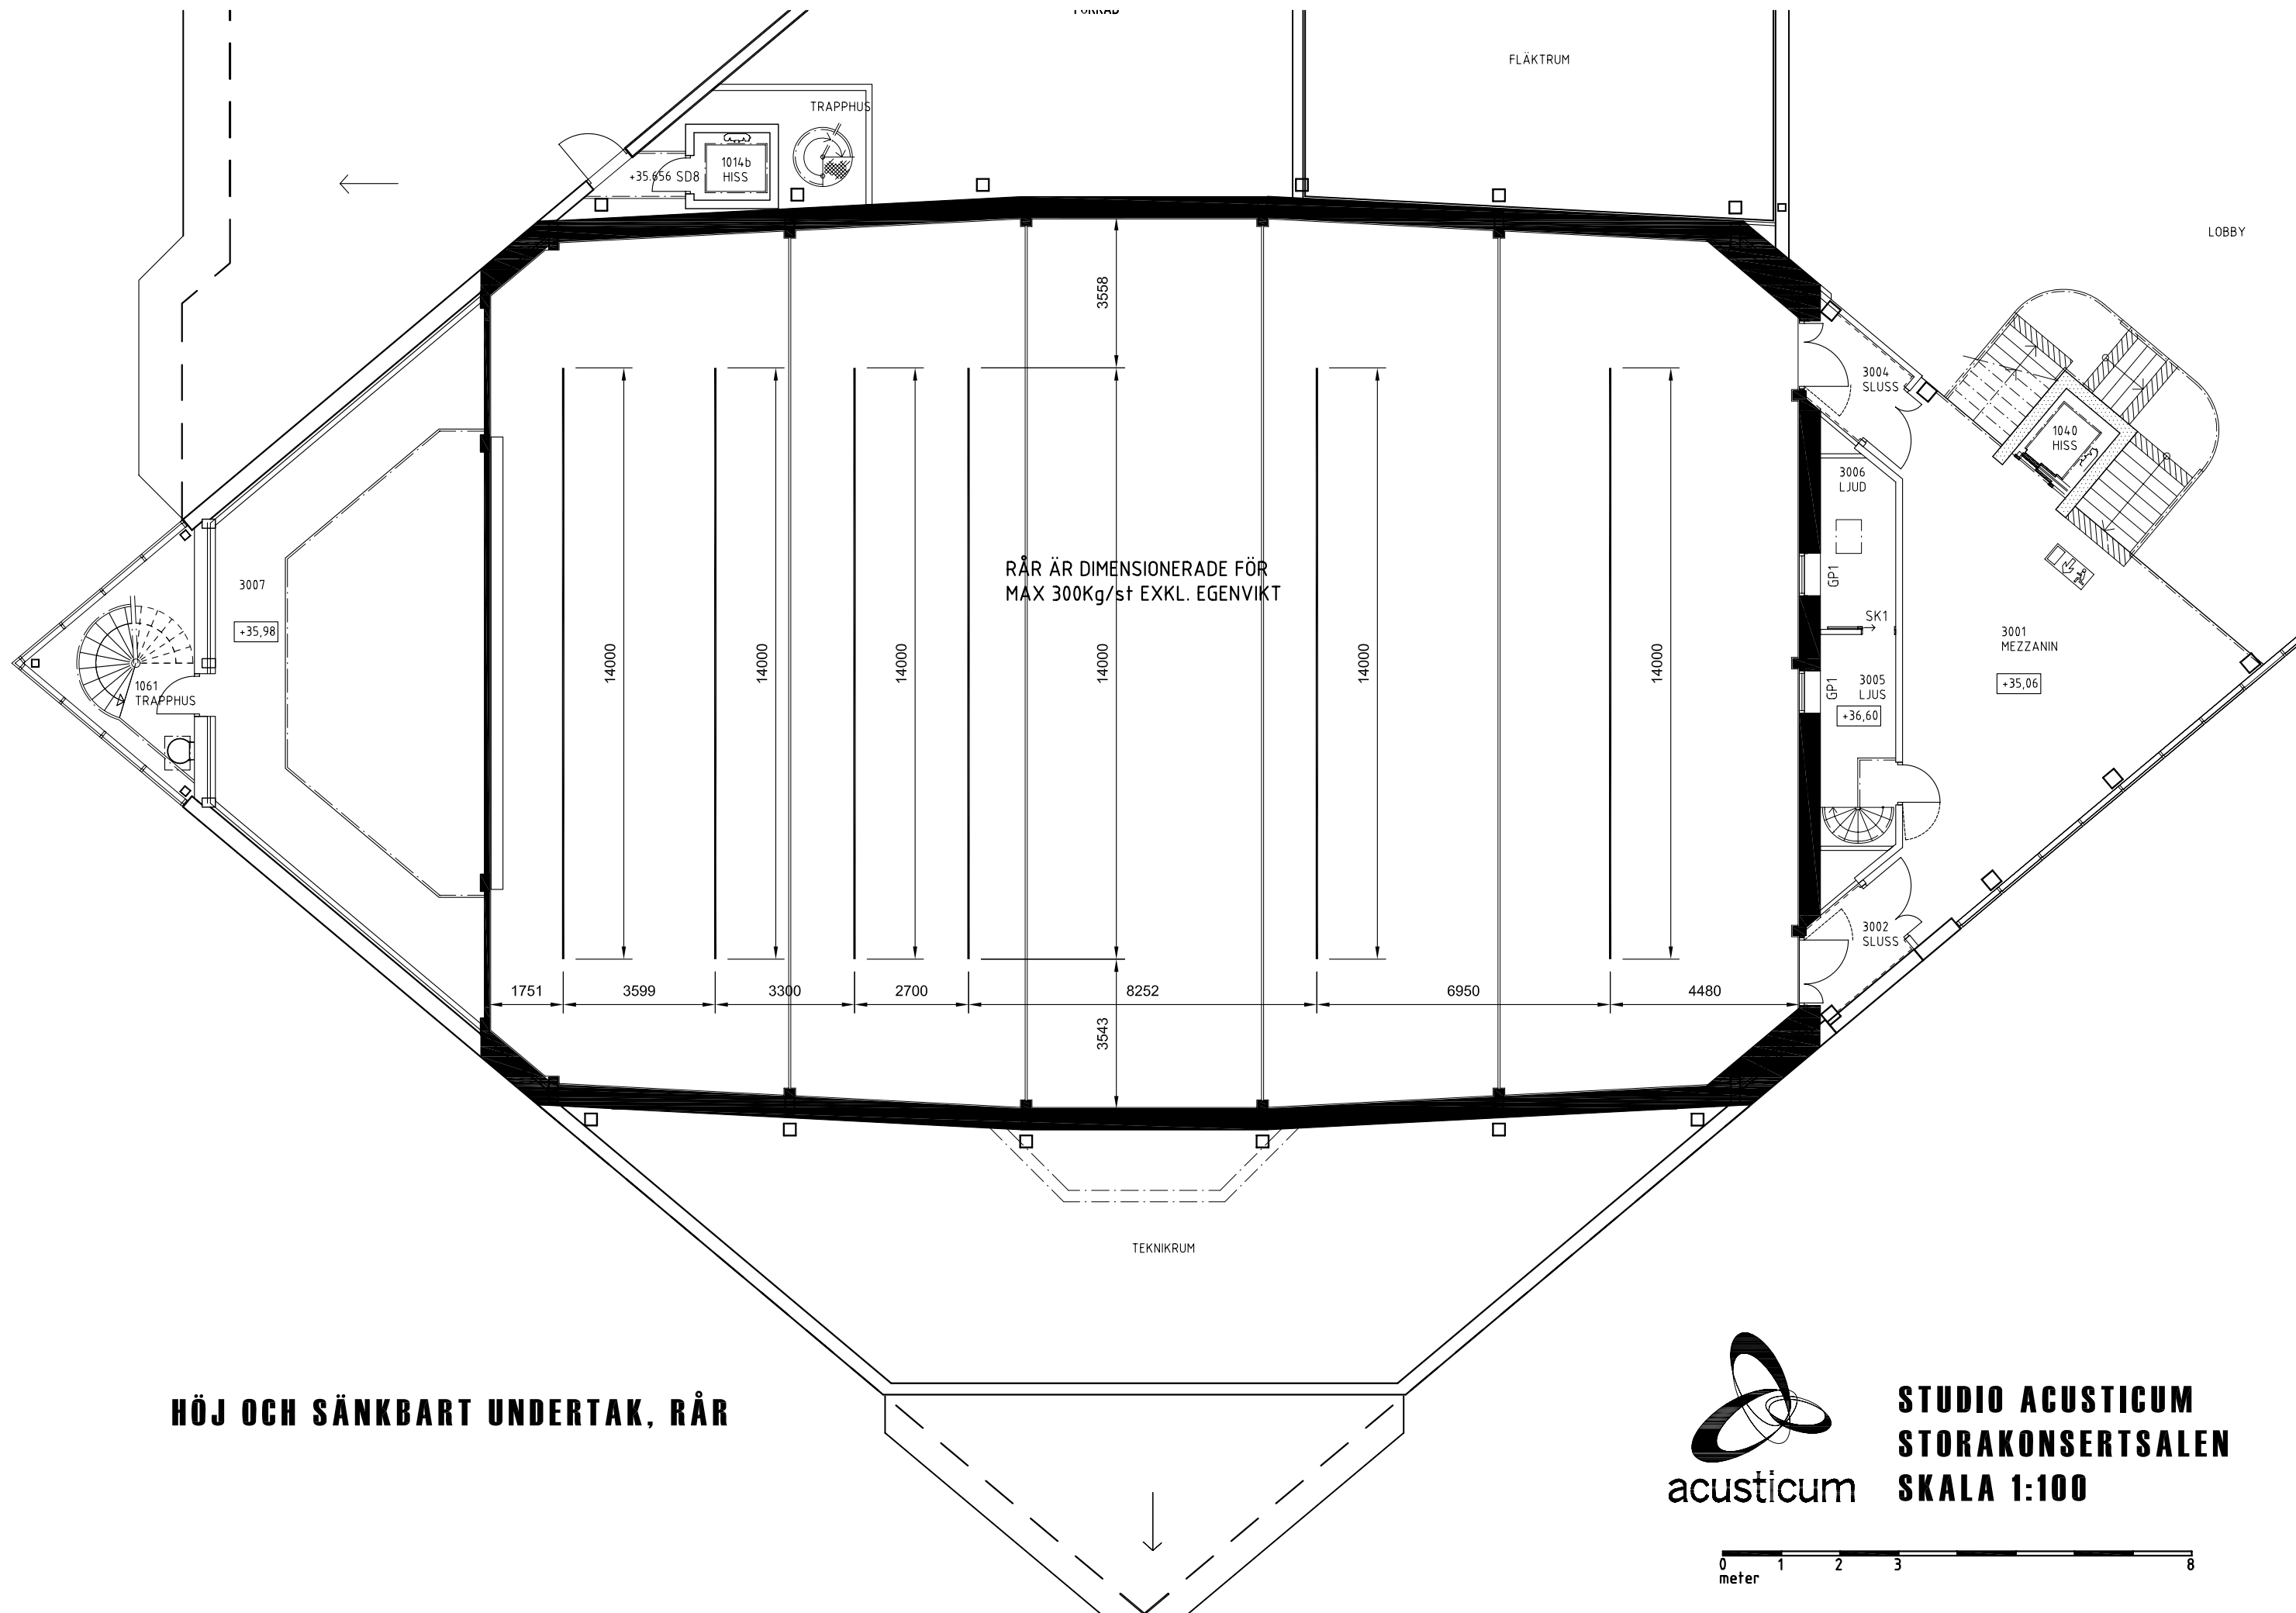 FÖRRÅD
FLÄKTRUM
TRAPPHUS
1014b
HISS
+35.656 SD8
LOBBY
3558
3004
SLUSS
1040
HISS
3006
LJUD
RÅR ÄR DIMENSIONERADE FÖR
MAX 300Kg/st EXKL. EGENVIKT
GP1
3007
+35,98
SK1
3001
MEZZANIN
+35,06
14000
14000
14000
14000
14000
14000
1061
TRAPPHUS
GP1
3005
LJUS
+36,60
3002
SLUSS
1751
3599
3300
2700
8252
6950
4480
3543
TEKNIKRUM
HÖJ OCH SÄNKBART UNDERTAK, RÅR
acusticum
STUDIO ACUSTICUM
STORAKONSERTSALEN
SKALA 1:100
0 1 2 3 8
meter